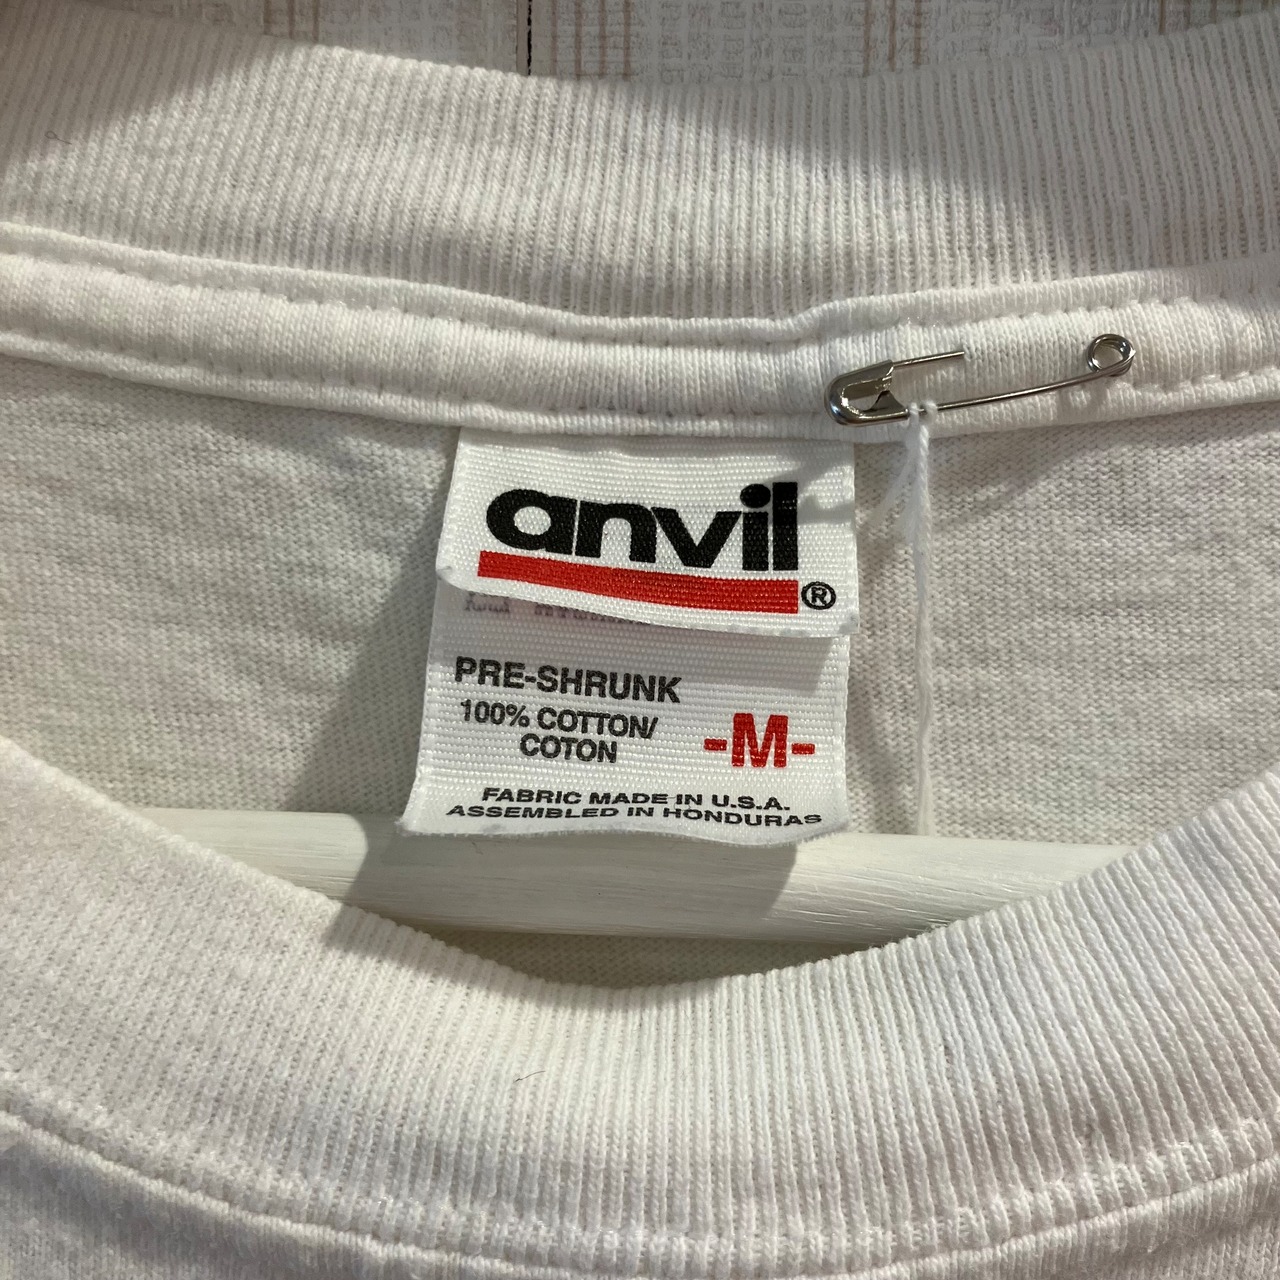 anvil
®
PRE-SHRUNK
100% COTTON/
COTON
-M-
FABRIC MADE IN U.S.A.
ASSEMBLED IN HONDURAS